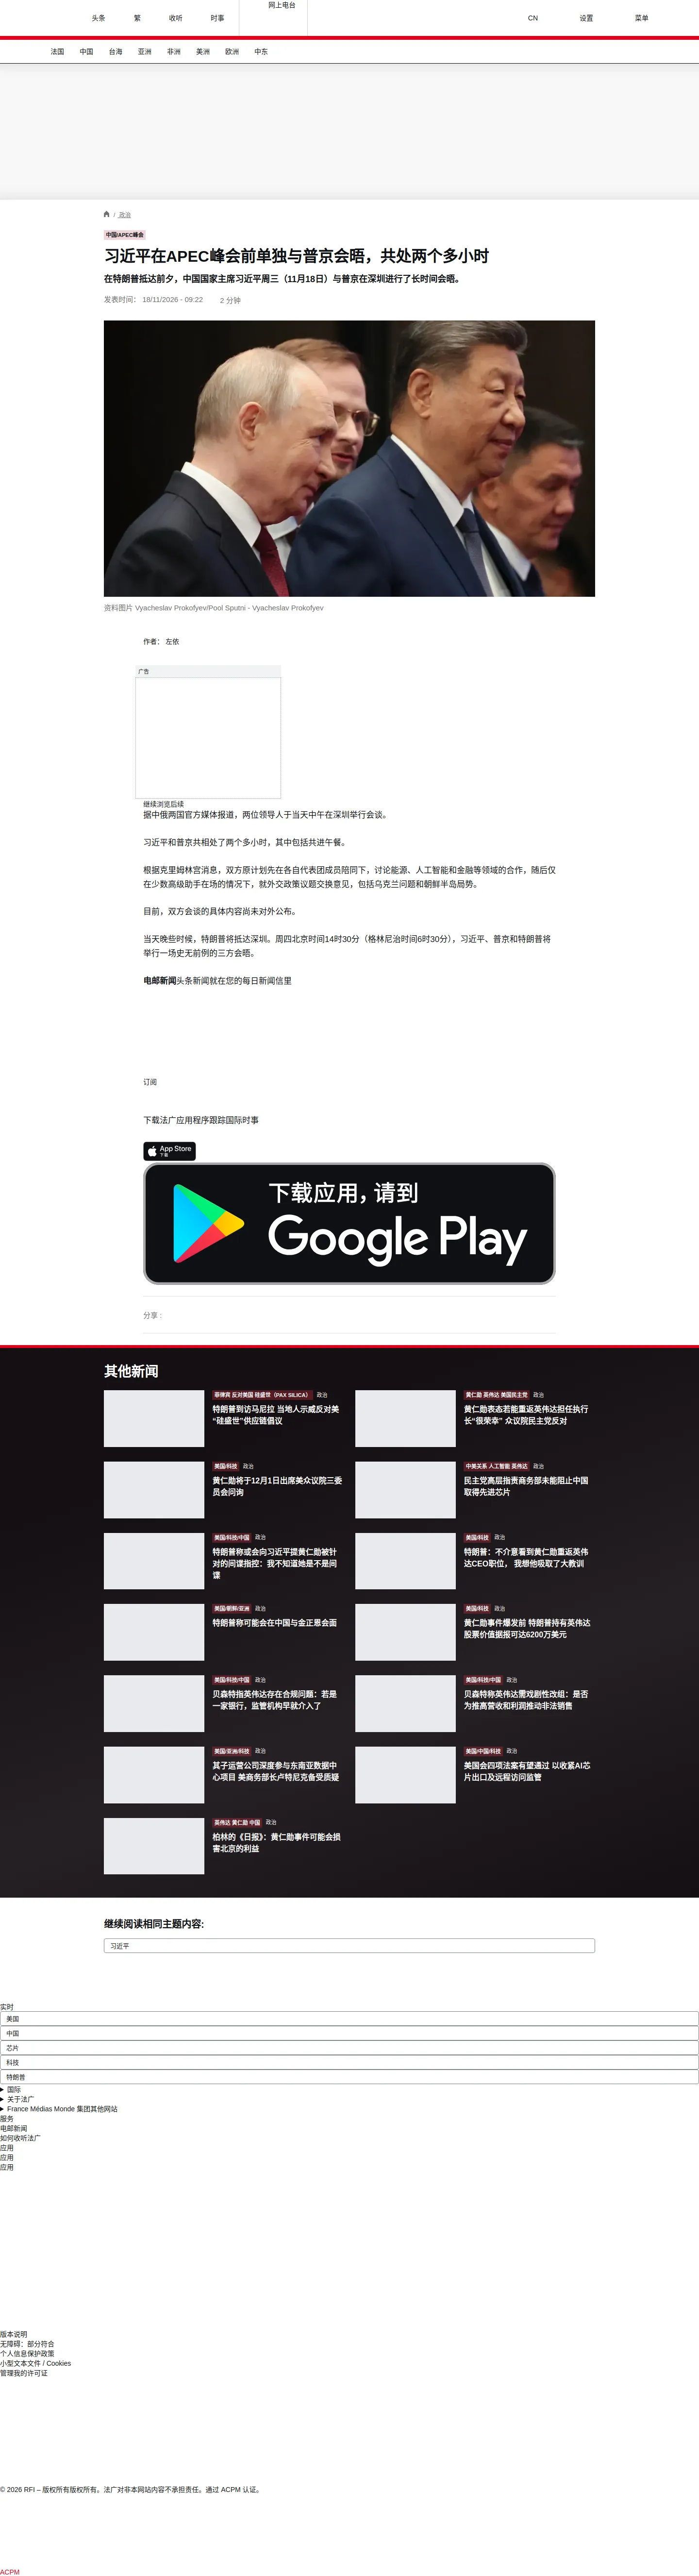 头条
繁
收听
时事
网上电台
CN
设置
菜单
法国
中国
台海
亚洲
非洲
美洲
欧洲
中东
/ 政治
中国/APEC峰会
习近平在APEC峰会前单独与普京会晤，共处两个多小时
在特朗普抵达前夕，中国国家主席习近平周三（11月18日）与普京在深圳进行了长时间会晤。
发表时间： 18/11/2026 - 09:22
2 分钟
资料图片 Vyacheslav Prokofyev/Pool Sputni - Vyacheslav Prokofyev
作者： 左侬
广告
继续浏览后续
据中俄两国官方媒体报道，两位领导人于当天中午在深圳举行会谈。
习近平和普京共相处了两个多小时，其中包括共进午餐。
根据克里姆林宫消息，双方原计划先在各自代表团成员陪同下，讨论能源、人工智能和金融等领域的合作，随后仅
在少数高级助手在场的情况下，就外交政策议题交换意见，包括乌克兰问题和朝鲜半岛局势。
目前，双方会谈的具体内容尚未对外公布。
当天晚些时候，特朗普将抵达深圳。周四北京时间14时30分（格林尼治时间6时30分），习近平、普京和特朗普将
举行一场史无前例的三方会晤。
电邮新闻头条新闻就在您的每日新闻信里
订阅
下载法广应用程序跟踪国际时事
App Store
下载
下载应用，请到
Google Play
分享 :
其他新闻
菲律宾 反对美国 硅盛世（PAX SILICA） 政治
特朗普到访马尼拉 当地人示威反对美
“硅盛世”供应链倡议
黄仁勋 英伟达 美国民主党 政治
黄仁勋表态若能重返英伟达担任执行
长“很荣幸” 众议院民主党反对
美国/科技 政治
黄仁勋将于12月1日出席美众议院三委
员会问询
中美关系 人工智能 英伟达 政治
民主党高层指责商务部未能阻止中国
取得先进芯片
美国/科技/中国 政治
特朗普称或会向习近平提黄仁勋被针
对的间谍指控：我不知道她是不是间
谍
美国/科技 政治
特朗普：不介意看到黄仁勋重返英伟
达CEO职位， 我想他吸取了大教训
美国/朝鲜/亚洲 政治
特朗普称可能会在中国与金正恩会面
美国/科技 政治
黄仁勋事件爆发前 特朗普持有英伟达
股票价值据报可达6200万美元
美国/科技/中国 政治
贝森特指英伟达存在合规问题：若是
一家银行，监管机构早就介入了
美国/科技/中国 政治
贝森特称英伟达需戏剧性改组：是否
为推高营收和利润推动非法销售
美国/亚洲/科技 政治
其子运营公司深度参与东南亚数据中
心项目 美商务部长卢特尼克备受质疑
美国/中国/科技 政治
美国会四项法案有望通过 以收紧AI芯
片出口及远程访问监管
英伟达 黄仁勋 中国 政治
柏林的《日报》：黄仁勋事件可能会损
害北京的利益
继续阅读相同主题内容:
习近平
实时
美国
中国
芯片
科技
特朗普
国际
关于法广
France Médias Monde 集团其他网站
服务
电邮新闻
如何收听法广
应用
应用
应用
版本说明
无障碍：部分符合
个人信息保护政策
小型文本文件 / Cookies
管理我的许可证
© 2026 RFI – 版权所有版权所有。法广对非本网站内容不承担责任。通过 ACPM 认证。
ACPM